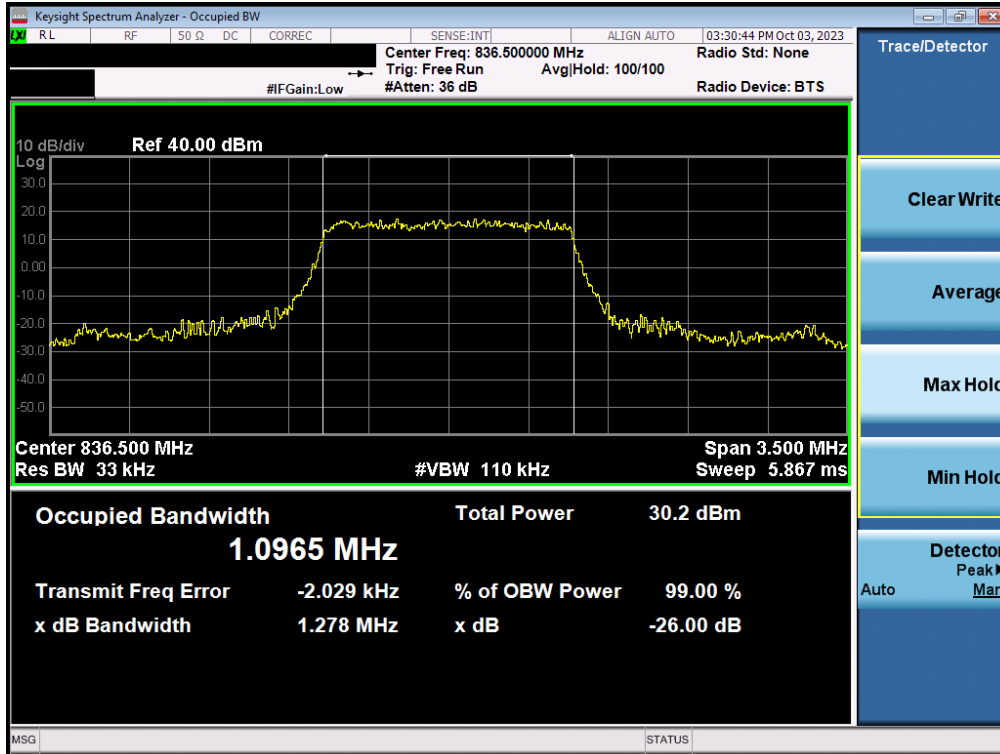 Keysight Spectrum Analyzer - Occupied BW
LXI RL RF 50 Ω DC CORREC SENSE:INT ALIGN AUTO 03:30:44 PM Oct 03, 2023
Center Freq: 836.500000 MHz Radio Std: None
Trig: Free Run Avg|Hold: 100/100
#IFGain:Low #Atten: 36 dB Radio Device: BTS
10 dB/div Ref 40.00 dBm
Log
30.0
20.0
10.0
0.00
-10.0
-20.0
-30.0
-40.0
-50.0
Center 836.500 MHz Span 3.500 MHz
Res BW 33 kHz #VBW 110 kHz Sweep 5.867 ms
Occupied Bandwidth Total Power 30.2 dBm
1.0965 MHz
Transmit Freq Error -2.029 kHz % of OBW Power 99.00 %
x dB Bandwidth 1.278 MHz x dB -26.00 dB
MSG STATUS
Trace/Detector
Clear Write
Average
Max Hold
Min Hold
Detector
Peak▶
Auto Man